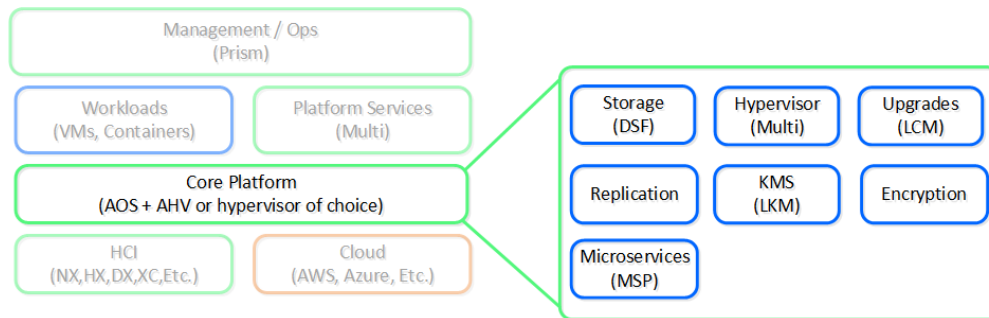 Management / Ops
(Prism)
Workloads
(VMs, Containers)
Platform Services
(Multi)
Core Platform
(AOS + AHV or hypervisor of choice)
HCI
(NX,HX,DX,XC,Etc.)
Cloud
(AWS, Azure, Etc.)
Storage
(DSF)
Hypervisor
(Multi)
Upgrades
(LCM)
Replication
KMS
(LKM)
Encryption
Microservices
(MSP)